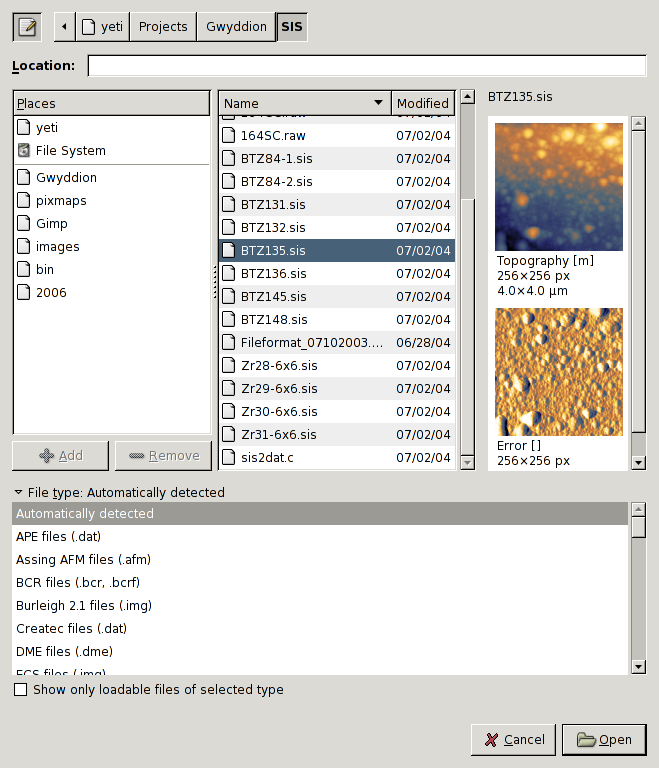 yeti Projects Gwyddion SIS
Location:
Places
yeti
File System
Gwyddion
pixmaps
Gimp
images
bin
2006
Add Remove
Name Modified
164SC.raw 07/02/04
BTZ84-1.sis 07/02/04
BTZ84-2.sis 07/02/04
BTZ131.sis 07/02/04
BTZ132.sis 07/02/04
BTZ135.sis 07/02/04
BTZ136.sis 07/02/04
BTZ145.sis 07/02/04
BTZ148.sis 07/02/04
Fileformat_07102003.... 06/28/04
Zr28-6x6.sis 07/02/04
Zr29-6x6.sis 07/02/04
Zr30-6x6.sis 07/02/04
Zr31-6x6.sis 07/02/04
sis2dat.c 07/02/04
BTZ135.sis
Topography [m]
256×256 px
4.0×4.0 µm
Error []
256×256 px
File type: Automatically detected
Automatically detected
APE files (.dat)
Assing AFM files (.afm)
BCR files (.bcr, .bcrf)
Burleigh 2.1 files (.img)
Createc files (.dat)
DME files (.dme)
Show only loadable files of selected type
Cancel Open